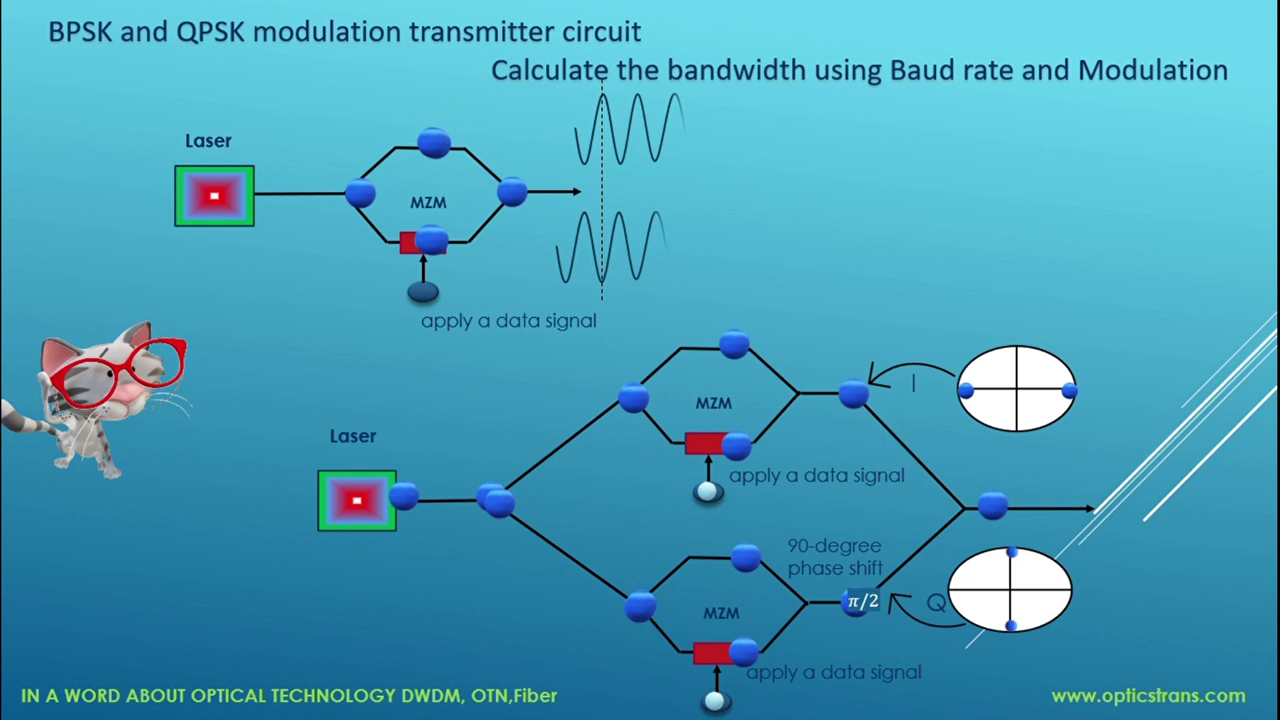 BPSK and QPSK modulation transmitter circuit
Calculate the bandwidth using Baud rate and Modulation
Laser
MZM
apply a data signal
Laser
MZM
I
apply a data signal
90-degree
phase shift
π/2
Q
MZM
apply a data signal
IN A WORD ABOUT OPTICAL TECHNOLOGY DWDM, OTN,Fiber
www.opticstrans.com